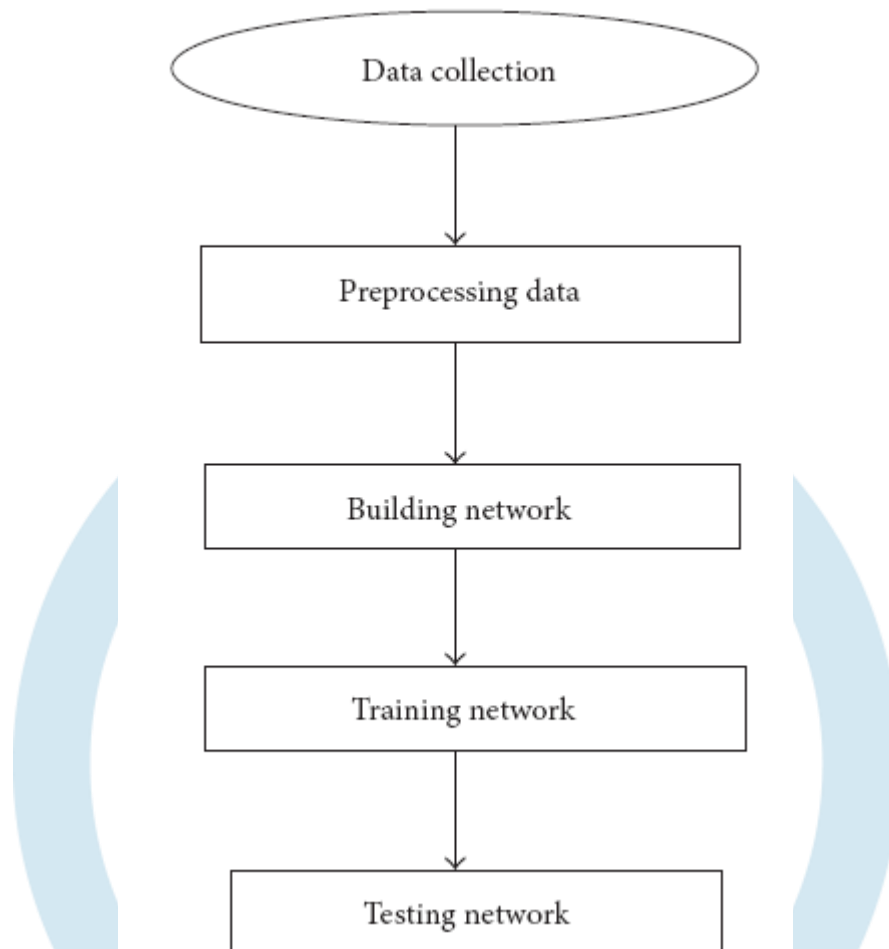 Data collection
Preprocessing data
Building network
Training network
Testing network